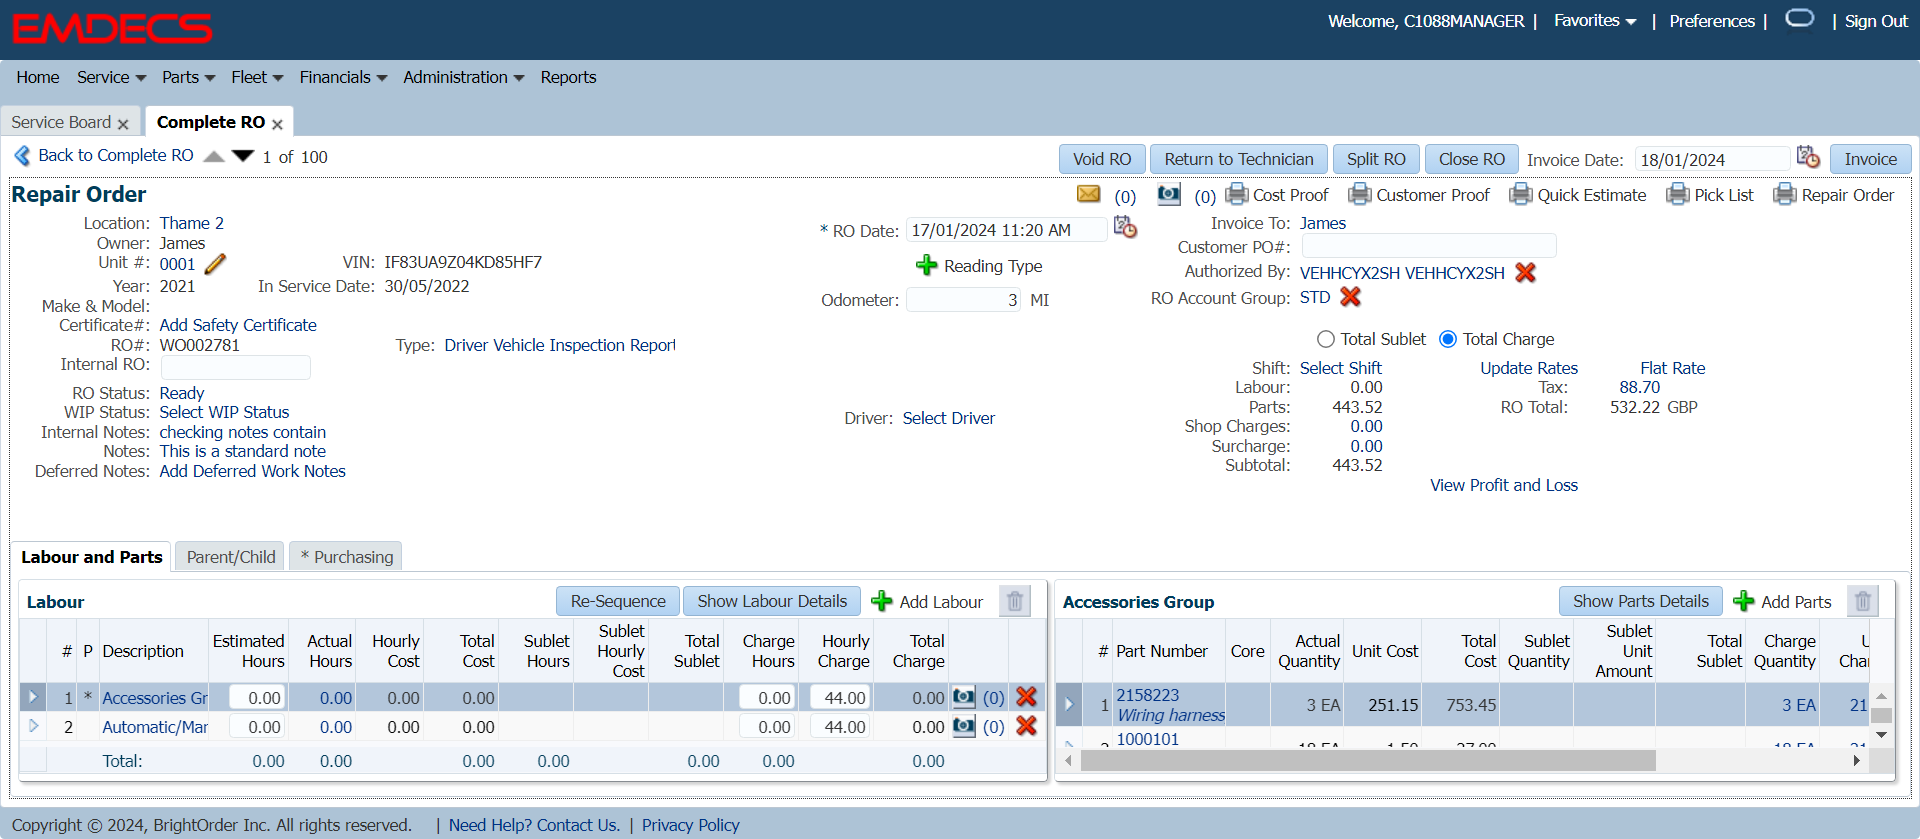 EMDECS
Welcome, C1088MANAGER | Favorites | Preferences | | Sign Out
Home Service Parts Fleet Financials Administration Reports
Service Board Complete RO
Back to Complete RO 1 of 100 Void RO Return to Technician Split RO Close RO Invoice Date: 18/01/2024 Invoice
Repair Order (0) (0) Cost Proof Customer Proof Quick Estimate Pick List Repair Order
Location: Thame 2 * RO Date: 17/01/2024 11:20 AM Invoice To: James
Owner: James Customer PO#:
Unit #: 0001 VIN: IF83UA9Z04KD85HF7 Reading Type Authorized By: VEHHCYX2SH VEHHCYX2SH
Year: 2021 In Service Date: 30/05/2022 Odometer: 3 MI RO Account Group: STD
Make & Model:
Certificate#: Add Safety Certificate Total Sublet Total Charge
RO#: WO002781 Type: Driver Vehicle Inspection Report
Internal RO: Shift: Select Shift Update Rates Flat Rate
RO Status: Ready Labour: 0.00 Tax: 88.70
WIP Status: Select WIP Status Driver: Select Driver Parts: 443.52 RO Total: 532.22 GBP
Internal Notes: checking notes contain Shop Charges: 0.00
Notes: This is a standard note Surcharge: 0.00
Deferred Notes: Add Deferred Work Notes Subtotal: 443.52
View Profit and Loss
Labour and Parts Parent/Child * Purchasing
Labour Re-Sequence Show Labour Details Add Labour
# P Description Estimated Hours Actual Hours Hourly Cost Total Cost Sublet Hours Sublet Hourly Cost Total Sublet Charge Hours Hourly Charge Total Charge
1 * Accessories Gr 0.00 0.00 0.00 0.00 0.00 44.00 0.00 (0)
2 Automatic/Mar 0.00 0.00 0.00 0.00 0.00 44.00 0.00 (0)
Total: 0.00 0.00 0.00 0.00 0.00 0.00 0.00
Accessories Group Show Parts Details Add Parts
# Part Number Core Actual Quantity Unit Cost Total Cost Sublet Quantity Sublet Unit Amount Total Sublet Charge Quantity U Char
1 2158223 Wiring harness 3 EA 251.15 753.45 3 EA 21
1000101
Copyright © 2024, BrightOrder Inc. All rights reserved. | Need Help? Contact Us. | Privacy Policy